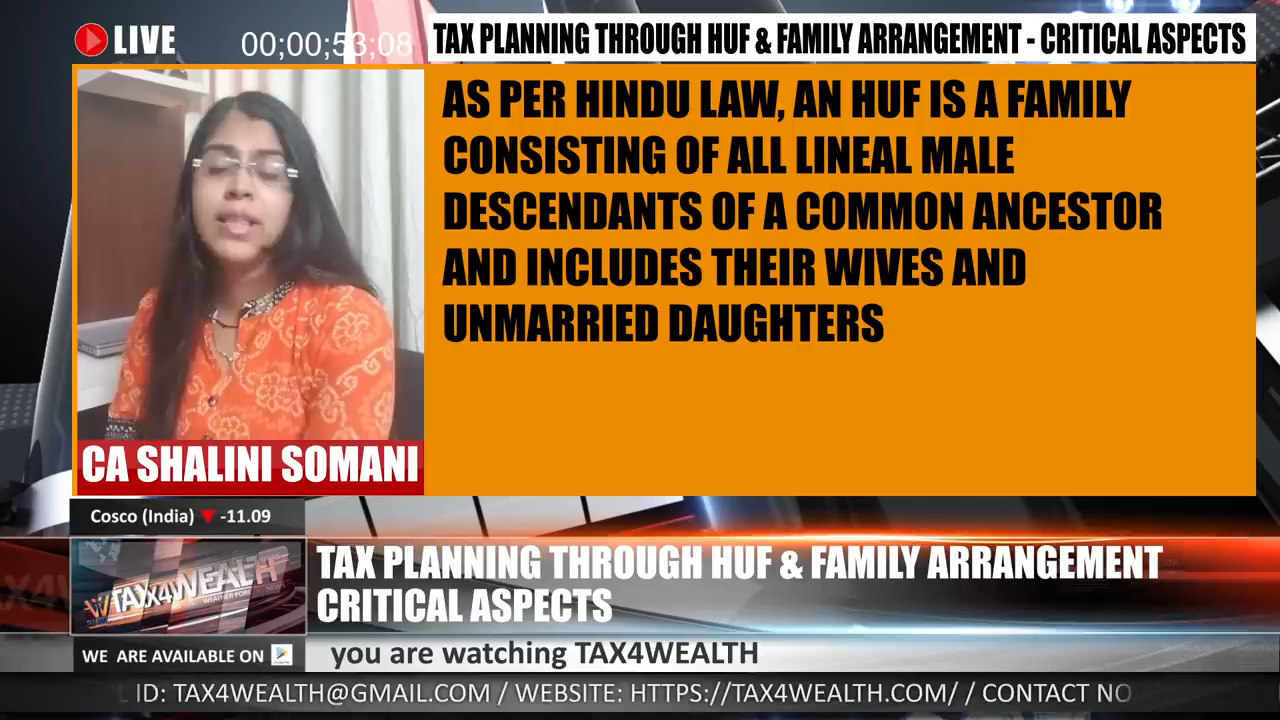 LIVE
00;00;53;08
TAX PLANNING THROUGH HUF & FAMILY ARRANGEMENT - CRITICAL ASPECTS
AS PER HINDU LAW, AN HUF IS A FAMILY
CONSISTING OF ALL LINEAL MALE
DESCENDANTS OF A COMMON ANCESTOR
AND INCLUDES THEIR WIVES AND
UNMARRIED DAUGHTERS
CA SHALINI SOMANI
Cosco (India) ▼ -11.09
TAX4WEALTH
TAX PLANNING THROUGH HUF & FAMILY ARRANGEMENT
CRITICAL ASPECTS
WE ARE AVAILABLE ON
you are watching TAX4WEALTH
L ID: TAX4WEALTH@GMAIL.COM / WEBSITE: HTTPS://TAX4WEALTH.COM/ / CONTACT NO